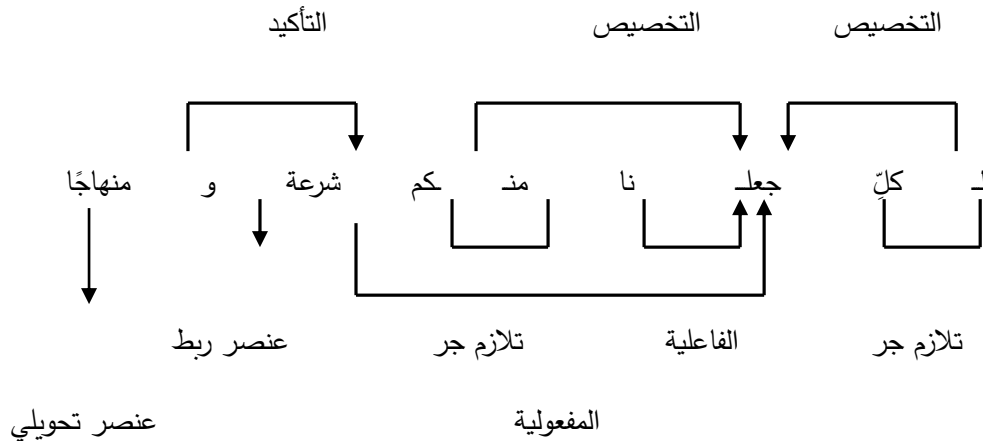 التخصيص التخصيص التأكيد
لـ كلِّ جعلـ نا منـ كم شرعة و منهاجًا
تلازم جر الفاعلية تلازم جر عنصر ربط
المفعولية عنصر تحويلي